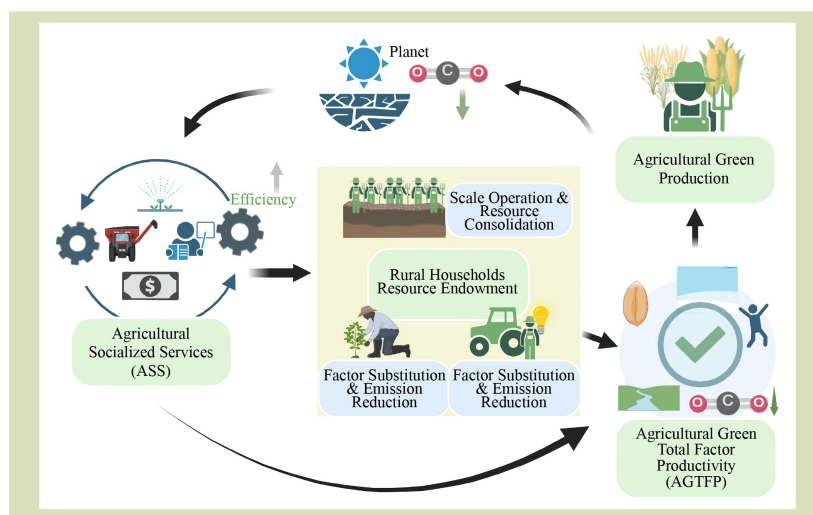 Planet
O C O
Efficiency
$
Agricultural
Socialized Services
(ASS)
Scale Operation &
Resource
Consolidation
Rural Households
Resource Endowment
Factor Substitution
& Emission
Reduction
Factor Substitution
& Emission
Reduction
Agricultural Green
Production
O C O
Agricultural Green
Total Factor
Productivity
(AGTFP)